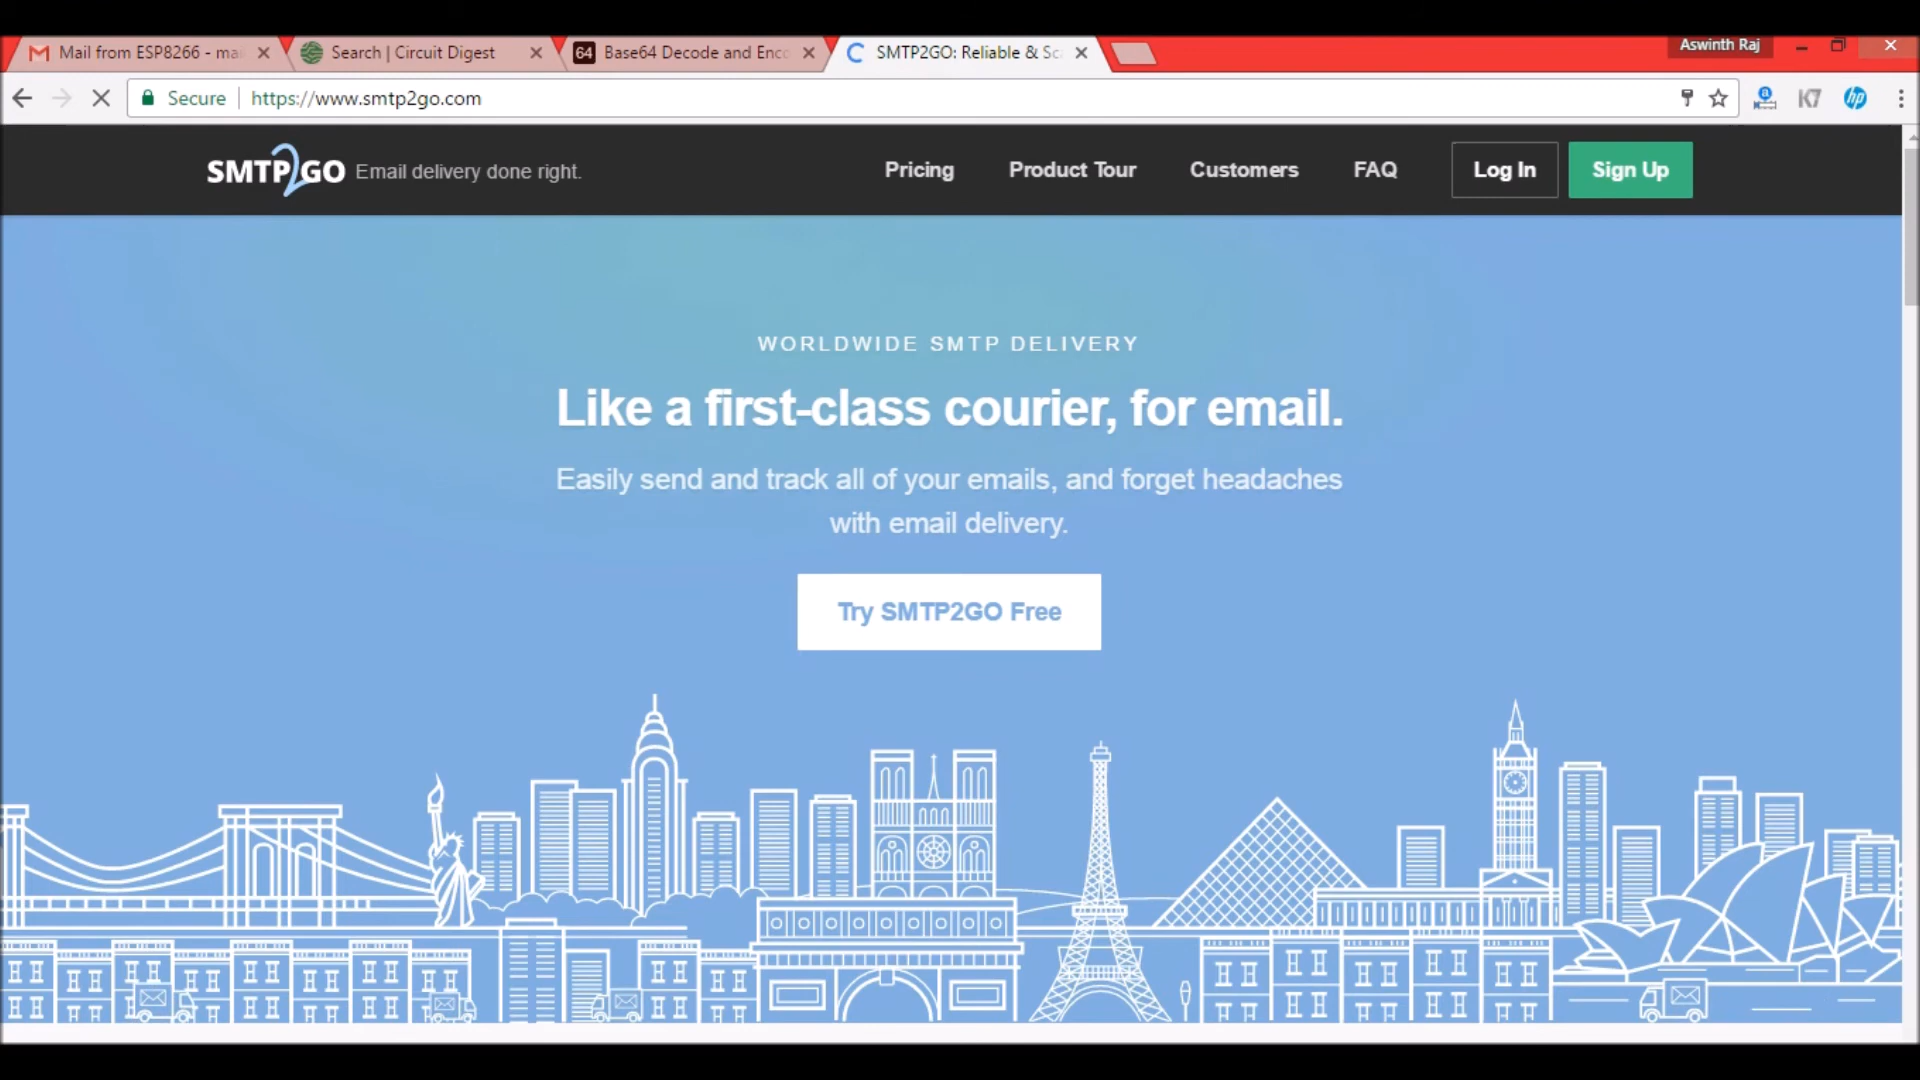 Mail from ESP8266 - ma
Search | Circuit Digest
64 Base64 Decode and Enco
SMTP2GO: Reliable & Sc
Aswinth Raj
Secure https://www.smtp2go.com
a K7 hp
SMTP2GO Email delivery done right. Pricing Product Tour Customers FAQ Log In Sign Up
WORLDWIDE SMTP DELIVERY
Like a first-class courier, for email.
Easily send and track all of your emails, and forget headaches
with email delivery.
Try SMTP2GO Free